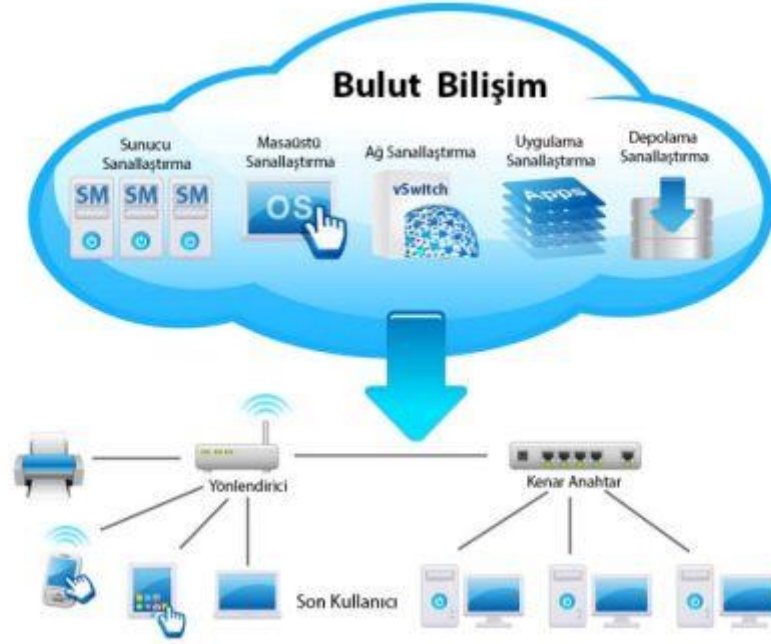 Bulut Bilişim
Sunucu
Sanallaştırma
Masaüstü
Sanallaştırma
Ağ Sanallaştırma
Uygulama
Sanallaştırma
Depolama
Sanallaştırma
SM
SM
SM
OS
vSwitch
Apps
Yönlendirici
Kenar Anahtar
Son Kullanıcı